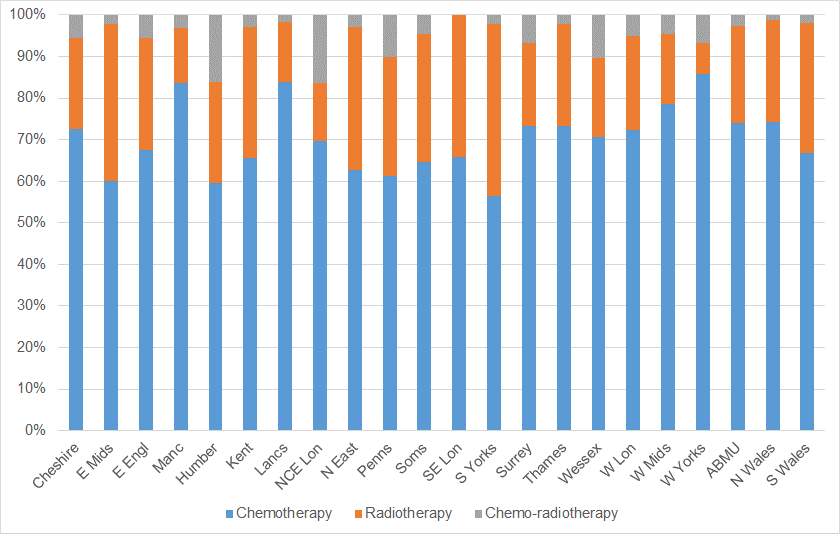 100%
90%
80%
70%
60%
50%
40%
30%
20%
10%
0%
Cheshire
E Mids
E Engl
Manc
Humber
Kent
Lancs
NCE Lon
N East
Penns
Soms
SE Lon
S Yorks
Surrey
Thames
Wessex
W Lon
W Mids
W Yorks
ABMU
N Wales
S Wales
Chemotherapy Radiotherapy Chemo-radiotherapy